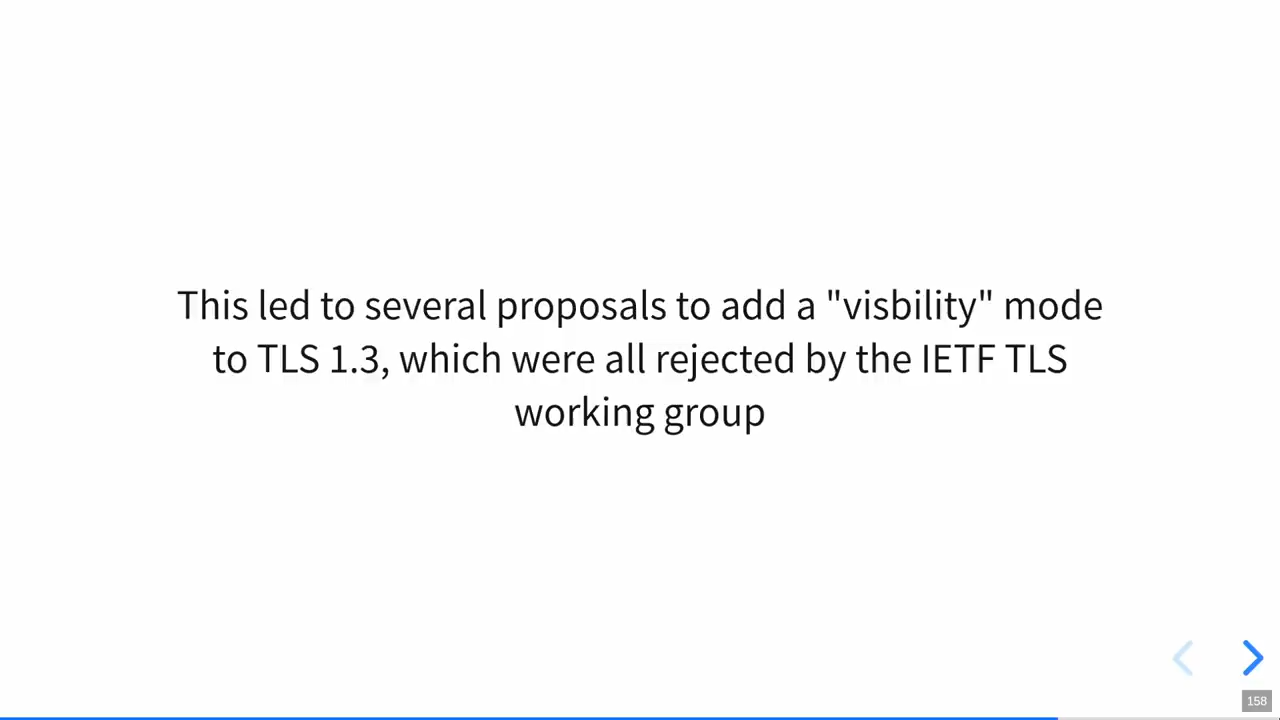 This led to several proposals to add a "visbility" mode
to TLS 1.3, which were all rejected by the IETF TLS
working group
158